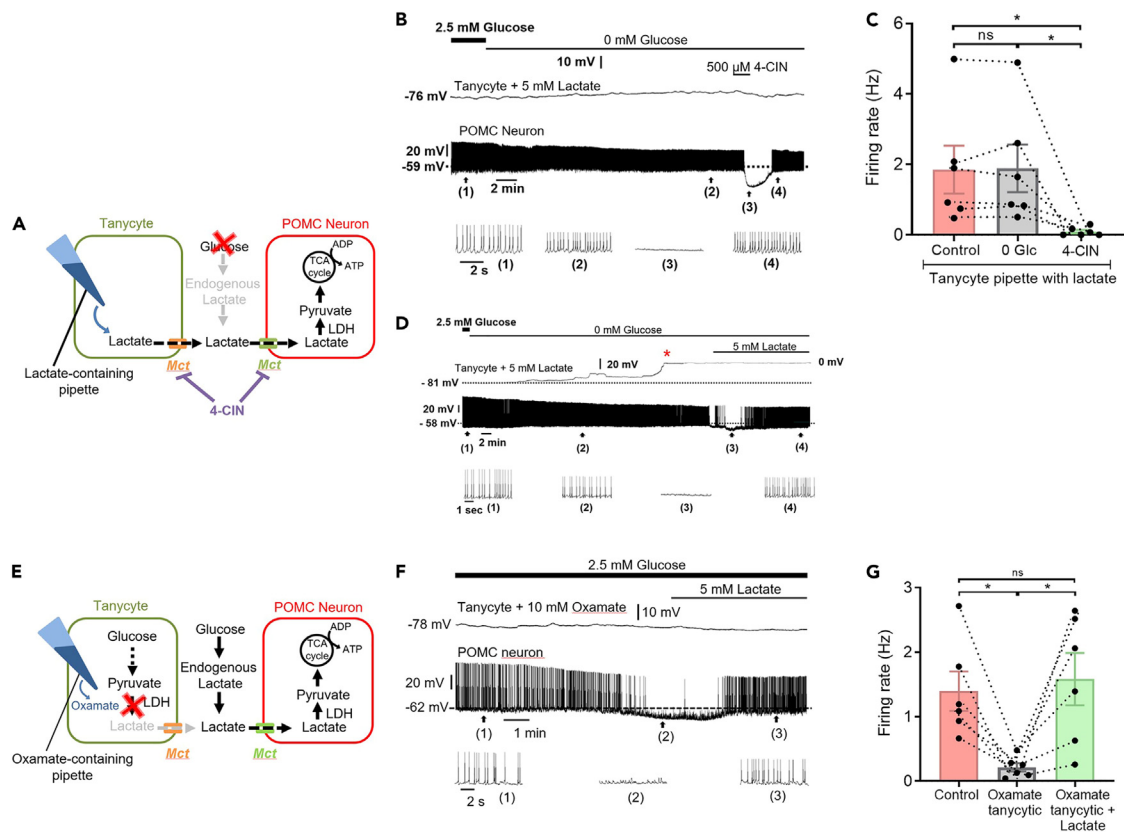 A
Tanycyte
POMC Neuron
Glucose
Endogenous
Lactate
TCA
cycle
ADP
ATP
Pyruvate
LDH
Lactate
Lactate
Lactate
Mct
Mct
Lactate-containing
pipette
4-CIN
B
2.5 mM Glucose
0 mM Glucose
10 mV
500 µM 4-CIN
Tanycyte + 5 mM Lactate
-76 mV
POMC Neuron
20 mV
-59 mV
(1)
2 min
(2)
(3)
(4)
2 s
(1)
(2)
(3)
(4)
C
Firing rate (Hz)
6
4
2
0
*
ns
*
Control
0 Glc
4-CIN
Tanycyte pipette with lactate
D
2.5 mM Glucose
0 mM Glucose
5 mM Lactate
*
20 mV
0 mV
Tanycyte + 5 mM Lactate
- 81 mV
20 mV
- 58 mV
(1)
2 min
(2)
(3)
(4)
1 sec
(1)
(2)
(3)
(4)
E
Tanycyte
POMC Neuron
Glucose
Pyruvate
Oxamate
LDH
Lactate
Glucose
Endogenous
Lactate
Lactate
TCA
cycle
ADP
ATP
Pyruvate
LDH
Lactate
Mct
Mct
Oxamate-containing
pipette
F
2.5 mM Glucose
5 mM Lactate
Tanycyte + 10 mM Oxamate
10 mV
-78 mV
POMC neuron
20 mV
-62 mV
(1)
1 min
(2)
(3)
2 s
(1)
(2)
(3)
G
Firing rate (Hz)
3
2
1
0
ns
*
*
Control
Oxamate
tanycytic
Oxamate
tanycytic +
Lactate